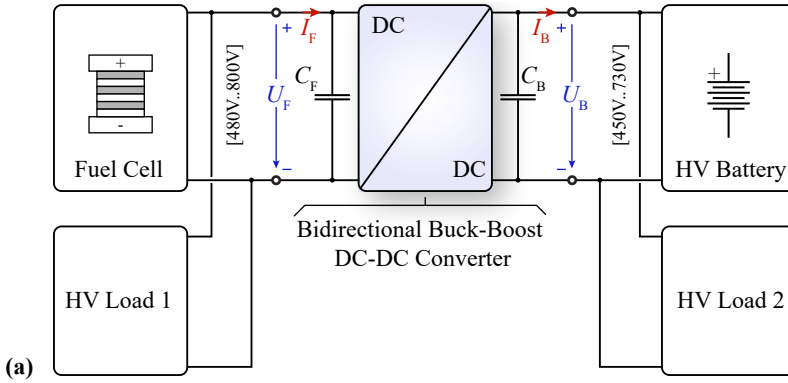 +
-
Fuel Cell
[480V..800V]
+
U_F
−
I_F
C_F
DC
DC
C_B
I_B
+
U_B
−
[450V..730V]
+
HV Battery
Bidirectional Buck-Boost
DC-DC Converter
HV Load 1
HV Load 2
(a)